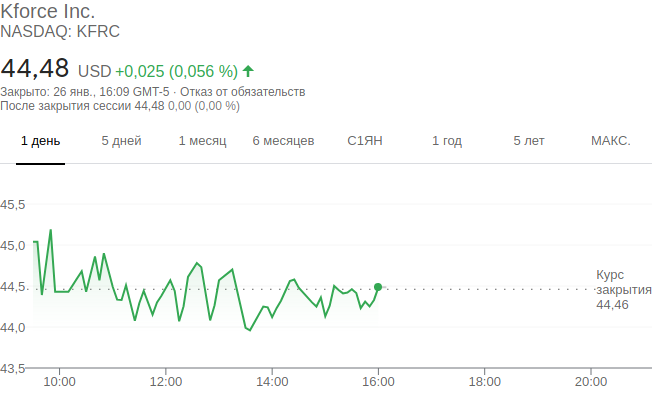 Kforce Inc.
NASDAQ: KFRC
44,48 USD +0,025 (0,056 %)
Закрыто: 26 янв., 16:09 GMT-5 · Отказ от обязательств
После закрытия сессии 44,48 0,00 (0,00 %)
1 день 5 дней 1 месяц 6 месяцев С1ЯН 1 год 5 лет МАКС.
45,5
45,0
44,5
44,0
43,5
Курс
закрытия
44,46
10:00 12:00 14:00 16:00 18:00 20:00